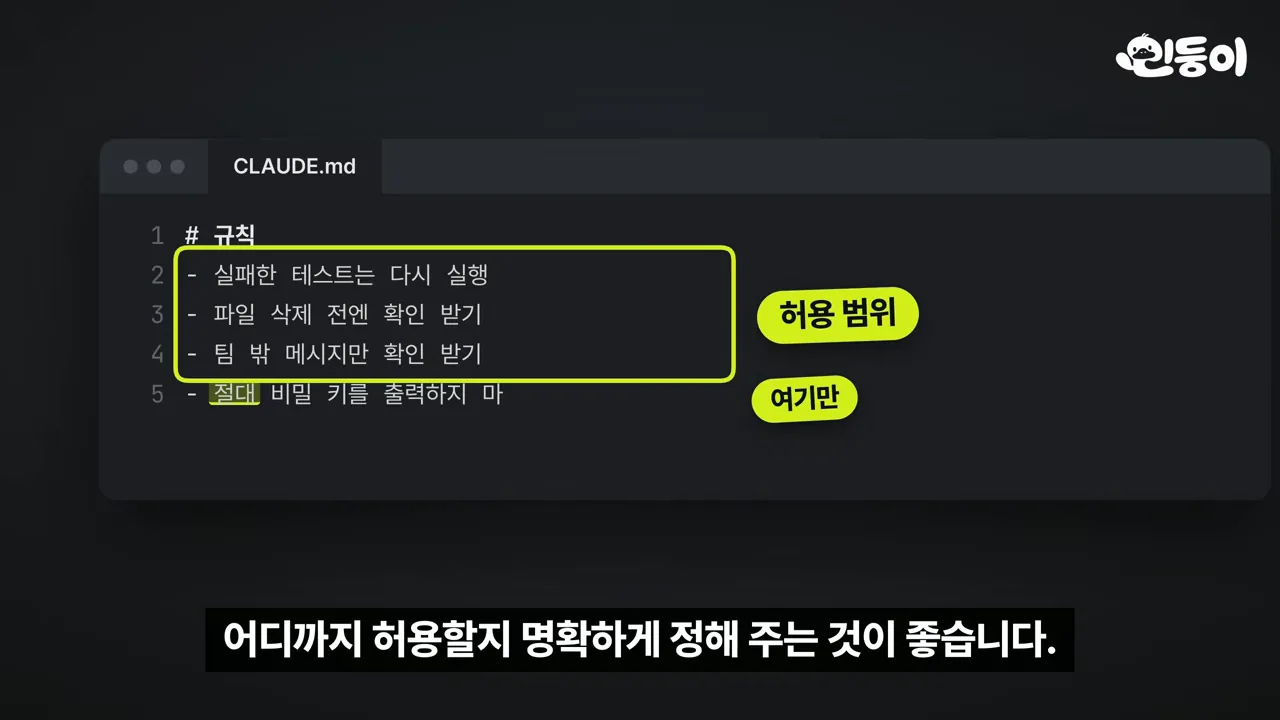 인둥이
CLAUDE.md
1 # 규칙
2 - 실패한 테스트는 다시 실행
3 - 파일 삭제 전엔 확인 받기
4 - 팀 밖 메시지만 확인 받기
5 - 절대 비밀 키를 출력하지 마
허용 범위
여기만
어디까지 허용할지 명확하게 정해 주는 것이 좋습니다.